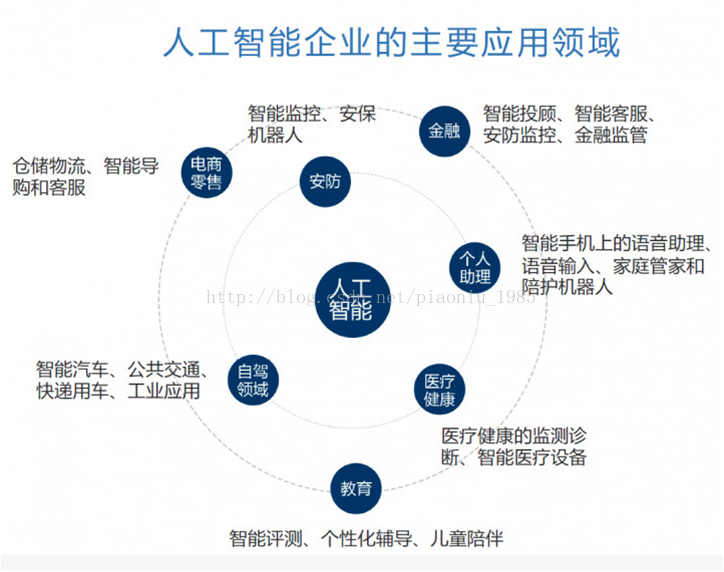 人工智能企业的主要应用领域
智能监控、安保
机器人
金融
智能投顾、智能客服、
安防监控、金融监管
仓储物流、智能导
购和客服
电商
零售
安防
个人
助理
智能手机上的语音助理、
语音输入、家庭管家和
陪护机器人
人工
智能
http://blog.csdn.net/piaoniu_1985
智能汽车、公共交通、
快递用车、工业应用
自驾
领域
医疗
健康
医疗健康的监测诊
断、智能医疗设备
教育
智能评测、个性化辅导、儿童陪伴